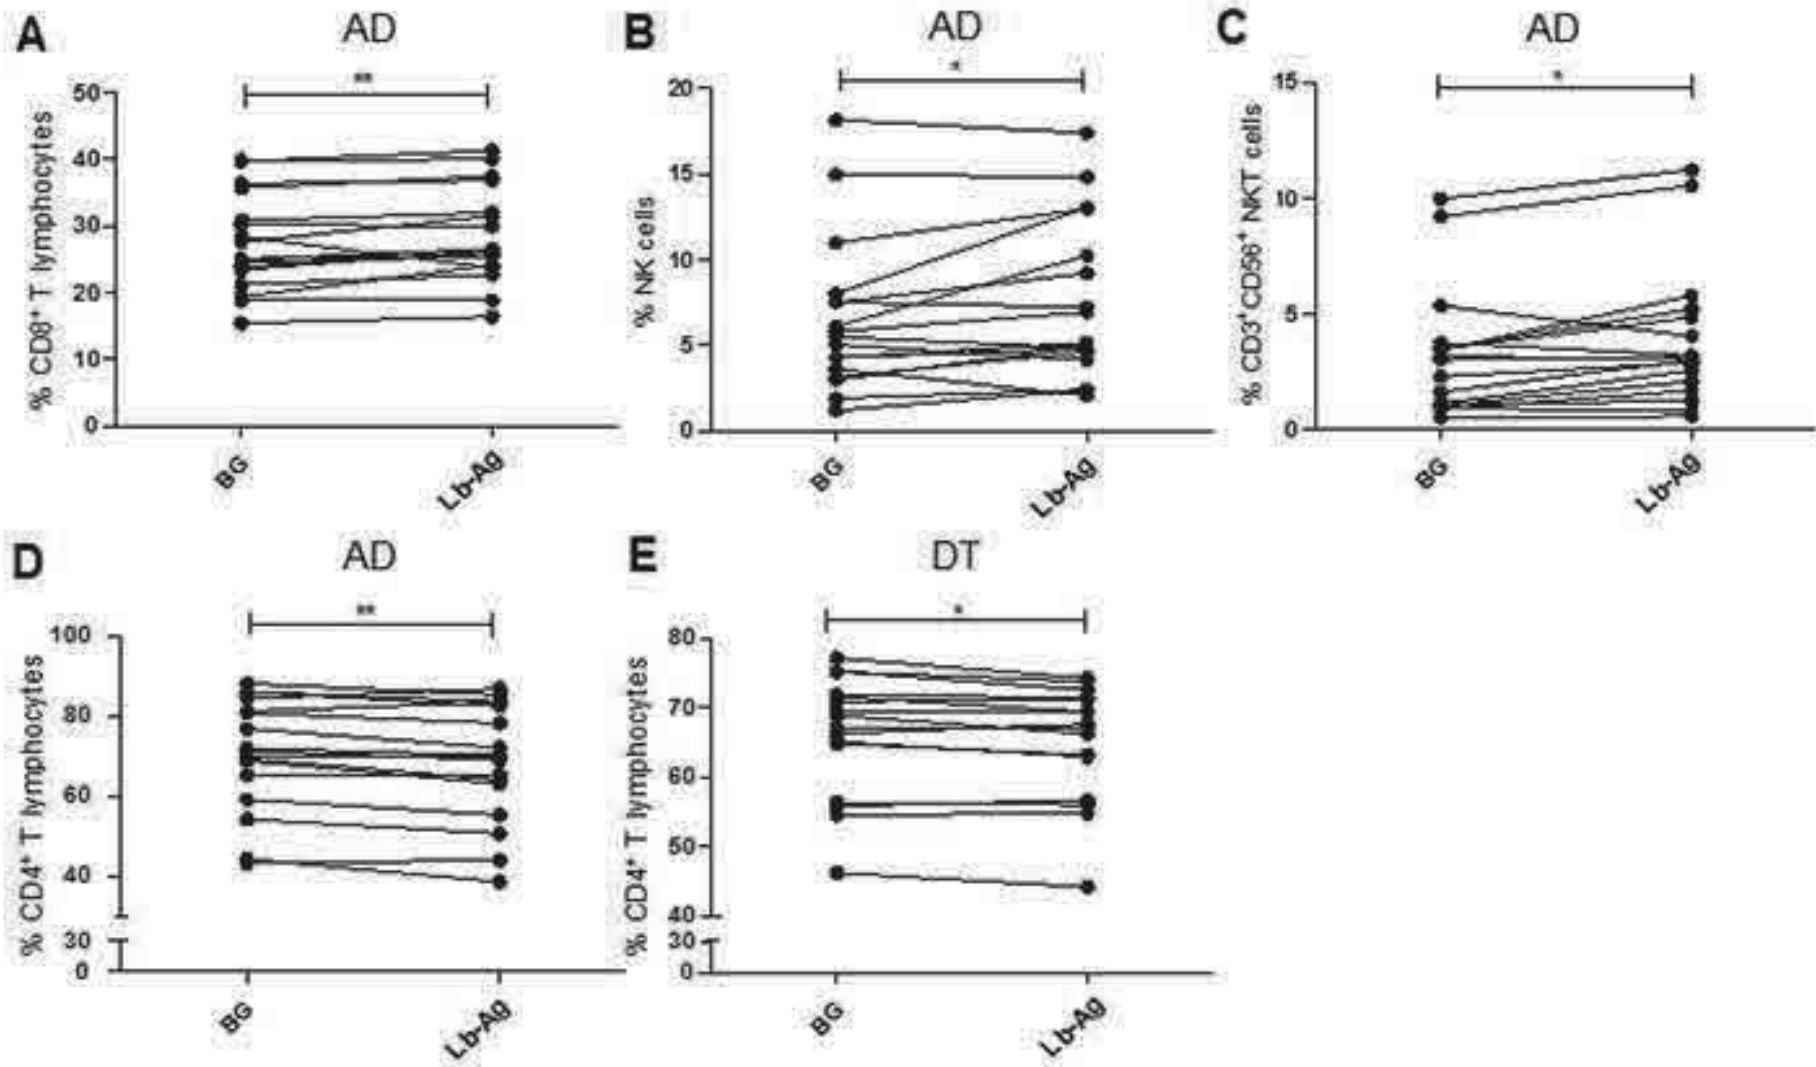 A AD
**
% CD8+ T lymphocytes
50
40
30
20
10
0
BG Lb-Ag
B AD
*
% NK cells
20
15
10
5
0
BG Lb-Ag
C AD
*
% CD3+CD56+ NKT cells
15
10
5
0
BG Lb-Ag
D AD
**
% CD4+ T lymphocytes
100
80
60
40
30
0
BG Lb-Ag
E DT
*
% CD4+ T lymphocytes
80
70
60
50
40
30
0
BG Lb-Ag